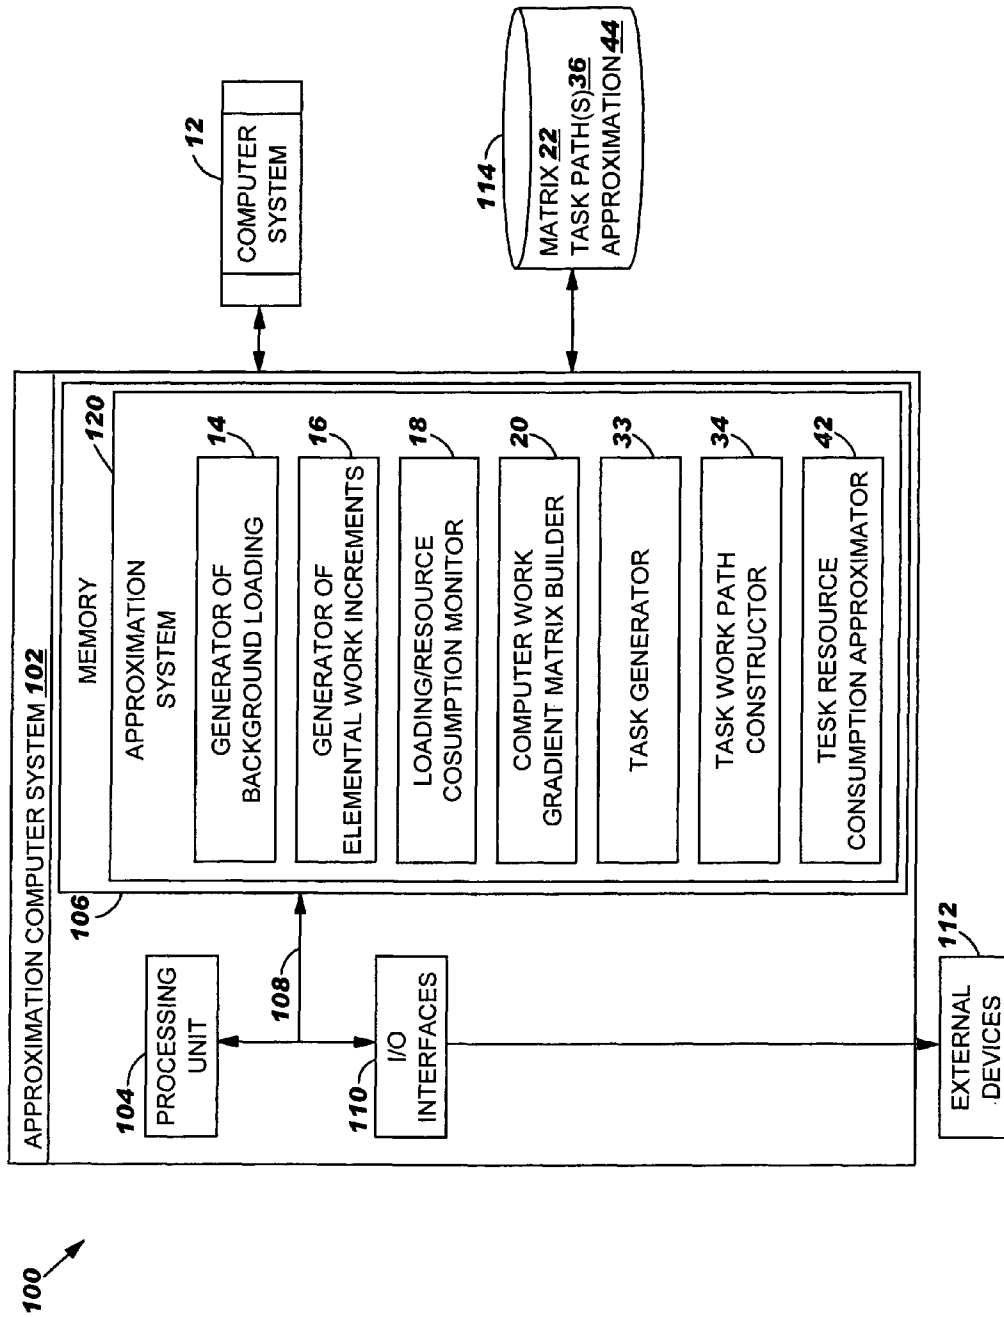 100
APPROXIMATION COMPUTER SYSTEM 102
104
PROCESSING
UNIT
108
110
I/O
INTERFACES
112
EXTERNAL
DEVICES
106
MEMORY
120
APPROXIMATION
SYSTEM
14
GENERATOR OF
BACKGROUND LOADING
16
GENERATOR OF
ELEMENTAL WORK INCREMENTS
18
LOADING/RESOURCE
COSUMPTION MONITOR
20
COMPUTER WORK
GRADIENT MATRIX BUILDER
33
TASK GENERATOR
34
TASK WORK PATH
CONSTRUCTOR
42
TESK RESOURCE
CONSUMPTION APPROXIMATOR
12
COMPUTER
SYSTEM
114
MATRIX 22
TASK PATH(S) 36
APPROXIMATION 44